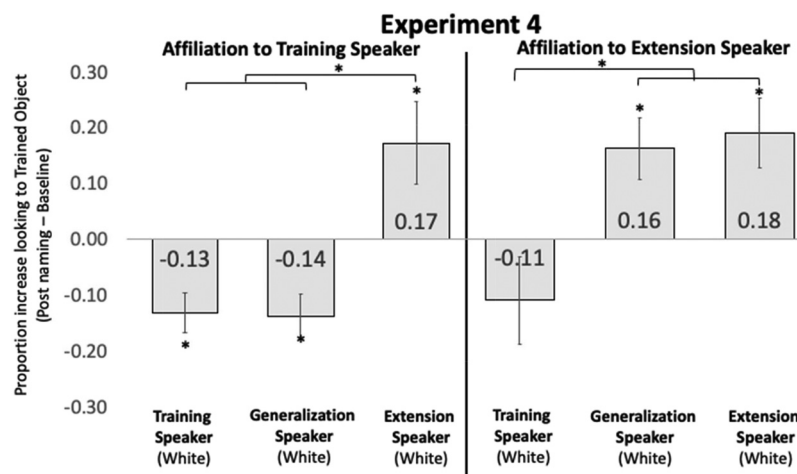 Experiment 4
Affiliation to Training Speaker
Affiliation to Extension Speaker
Proportion increase looking to Trained Object
(Post naming – Baseline)
0.30
0.20
0.10
0.00
-0.10
-0.20
-0.30
*
*
*
*
*
*
*
-0.13
-0.14
0.17
-0.11
0.16
0.18
Training
Speaker
(White)
Generalization
Speaker
(White)
Extension
Speaker
(White)
Training
Speaker
(White)
Generalization
Speaker
(White)
Extension
Speaker
(White)